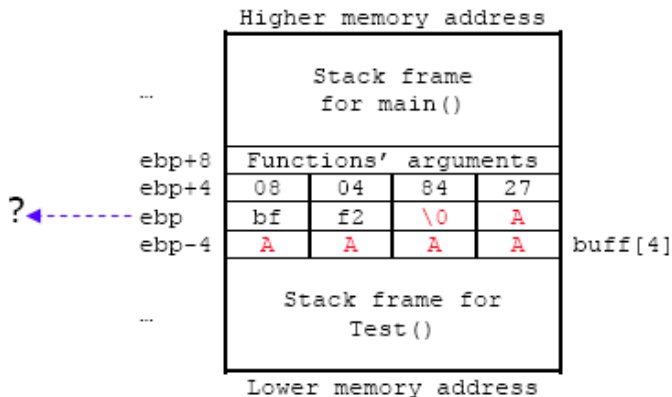 Higher memory address
Stack frame
for main()
…
ebp+8 Functions’ arguments
ebp+4 08 04 84 27
? ebp bf f2 \0 A
ebp-4 A A A A buff[4]
Stack frame for
… Test()
Lower memory address